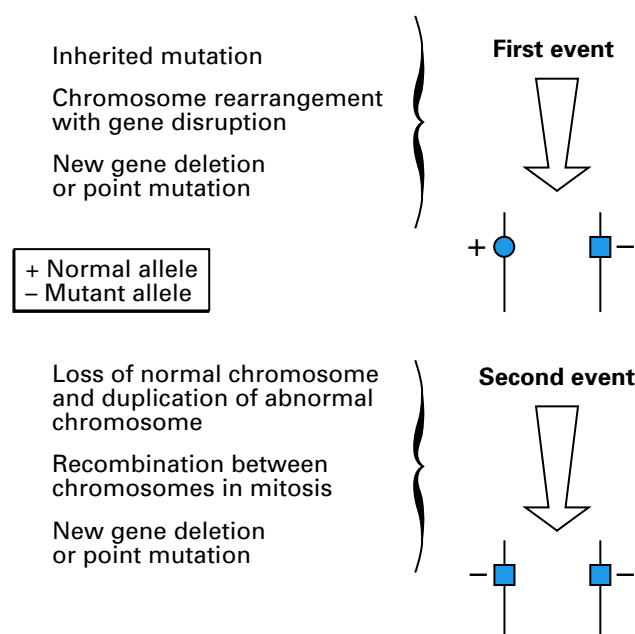 Inherited mutation
Chromosome rearrangement
with gene disruption
New gene deletion
or point mutation
First event
+ –
+ Normal allele
– Mutant allele
Loss of normal chromosome
and duplication of abnormal
chromosome
Recombination between
chromosomes in mitosis
New gene deletion
or point mutation
Second event
– –